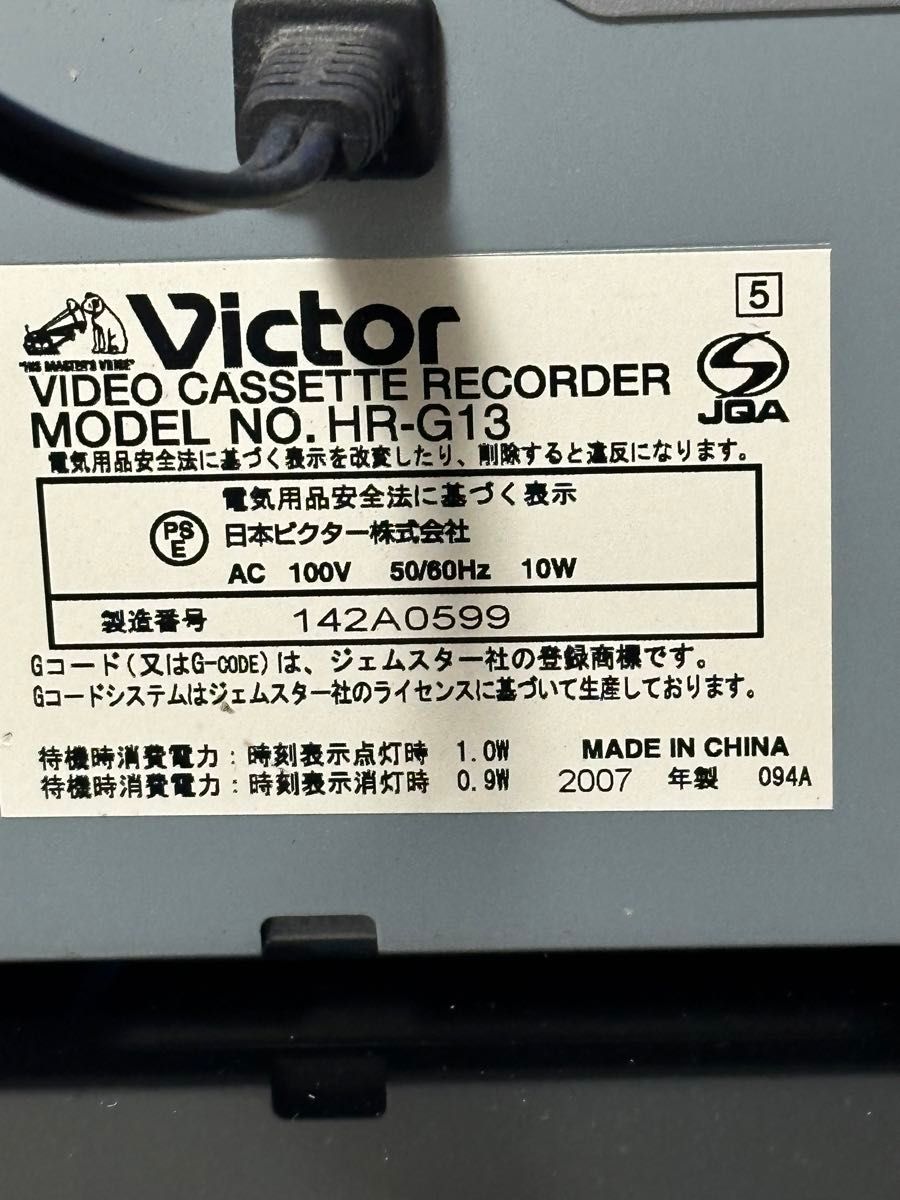 5
Victor
"HIS MASTER'S VOICE"
JQA
VIDEO CASSETTE RECORDER
MODEL NO. HR-G13
電気用品安全法に基づく表示を改変したり、削除すると違反になります。
電気用品安全法に基づく表示
PS
E
日本ビクター株式会社
AC 100V 50/60Hz 10W
製造番号 142A0599
Gコード(又はG-CODE)は、ジェムスター社の登録商標です。
Gコードシステムはジェムスター社のライセンスに基づいて生産しております。
待機時消費電力:時刻表示点灯時 1.0W MADE IN CHINA
待機時消費電力:時刻表示消灯時 0.9W 2007 年製 094A